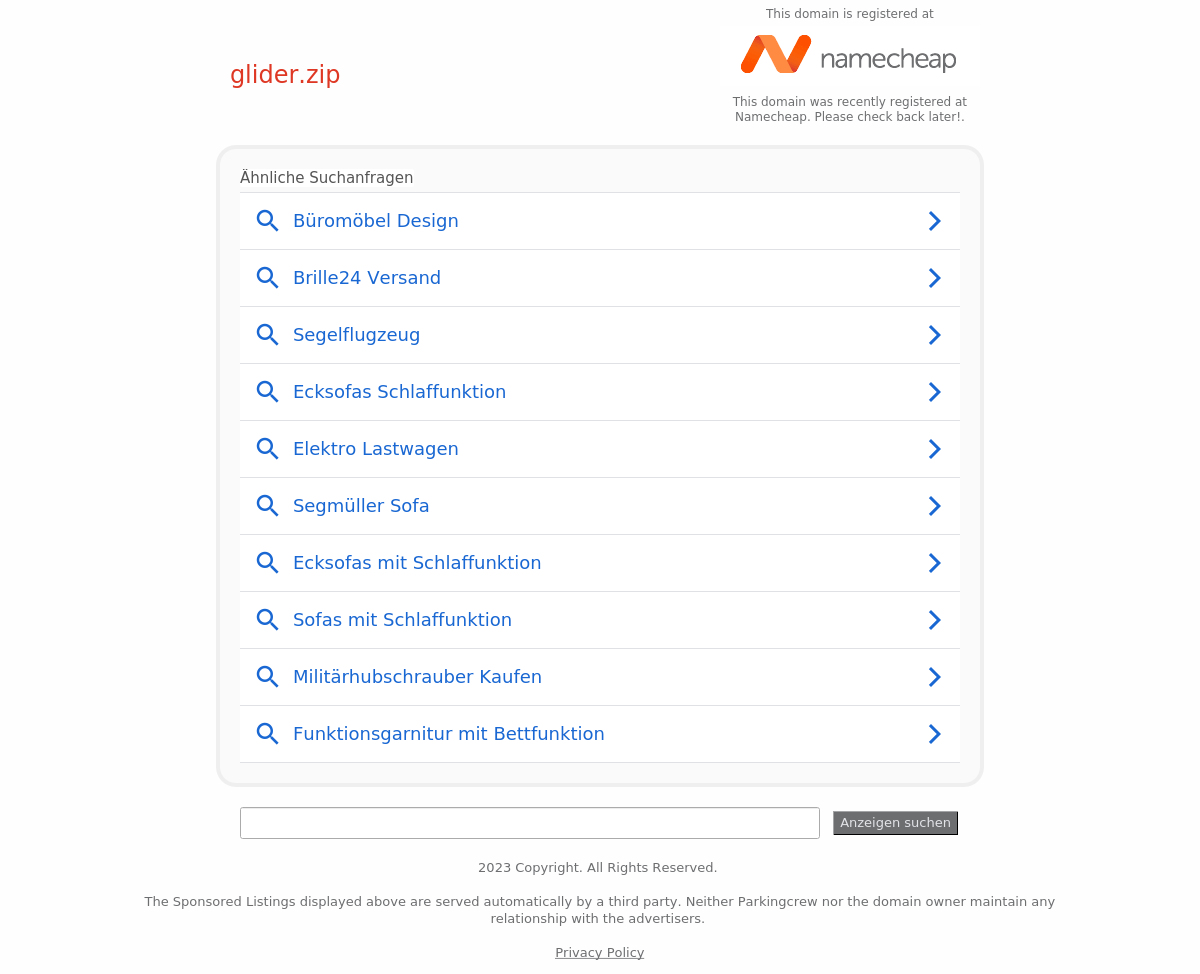 This domain is registered at
namecheap
glider.zip
This domain was recently registered at
Namecheap. Please check back later!.
Ähnliche Suchanfragen
Büromöbel Design
Brille24 Versand
Segelflugzeug
Ecksofas Schlaffunktion
Elektro Lastwagen
Segmüller Sofa
Ecksofas mit Schlaffunktion
Sofas mit Schlaffunktion
Militärhubschrauber Kaufen
Funktionsgarnitur mit Bettfunktion
Anzeigen suchen
2023 Copyright. All Rights Reserved.
The Sponsored Listings displayed above are served automatically by a third party. Neither Parkingcrew nor the domain owner maintain any
relationship with the advertisers.
Privacy Policy